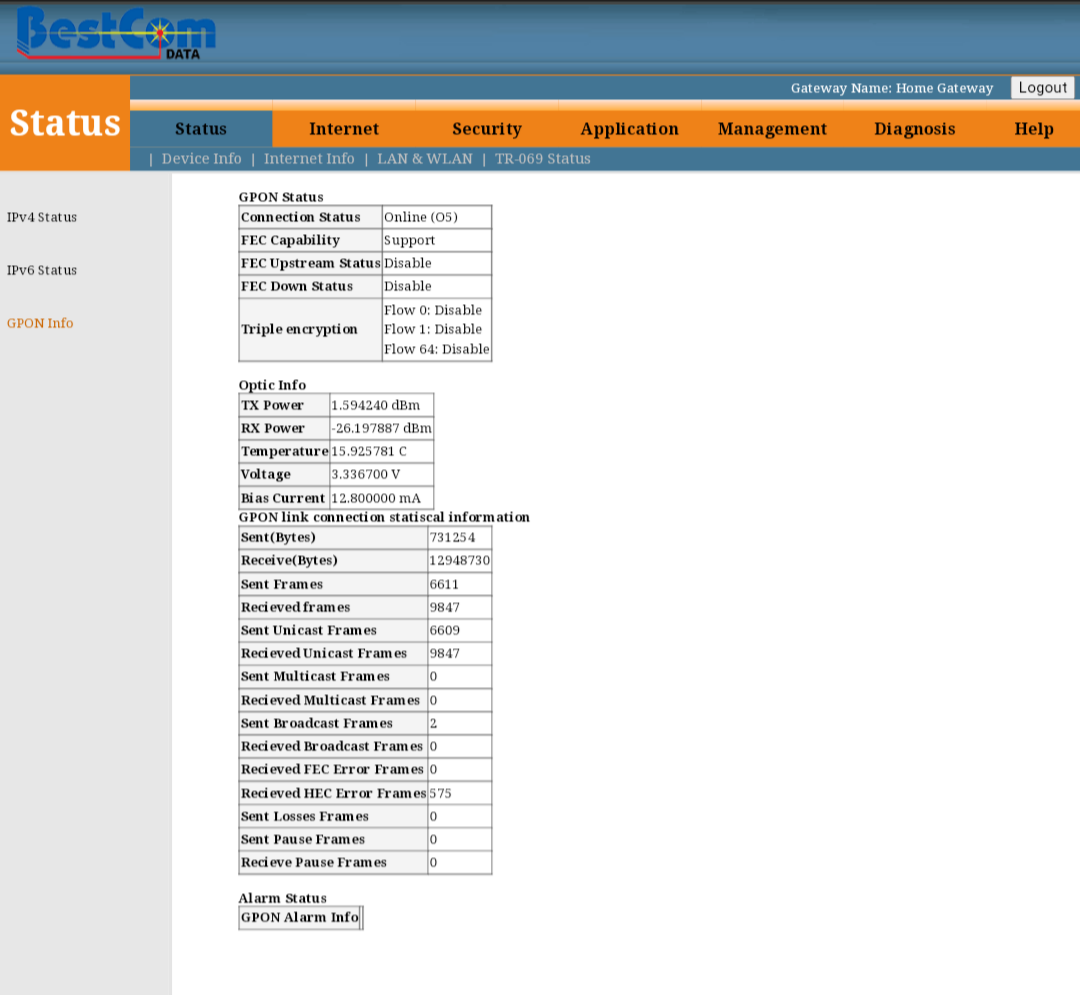 BestCom
DATA
Gateway Name: Home Gateway Logout
Status
Status Internet Security Application Management Diagnosis Help
| Device Info | Internet Info | LAN & WLAN | TR-069 Status
IPv4 Status
IPv6 Status
GPON Info
GPON Status
Connection Status Online (O5)
FEC Capability Support
FEC Upstream Status Disable
FEC Down Status Disable
Triple encryption
Flow 0: Disable
Flow 1: Disable
Flow 64: Disable
Optic Info
TX Power 1.594240 dBm
RX Power -26.197887 dBm
Temperature 15.925781 C
Voltage 3.336700 V
Bias Current 12.800000 mA
GPON link connection statiscal information
Sent(Bytes) 731254
Receive(Bytes) 12948730
Sent Frames 6611
Recieved frames 9847
Sent Unicast Frames 6609
Recieved Unicast Frames 9847
Sent Multicast Frames 0
Recieved Multicast Frames 0
Sent Broadcast Frames 2
Recieved Broadcast Frames 0
Recieved FEC Error Frames 0
Recieved HEC Error Frames 575
Sent Losses Frames 0
Sent Pause Frames 0
Recieve Pause Frames 0
Alarm Status
GPON Alarm Info